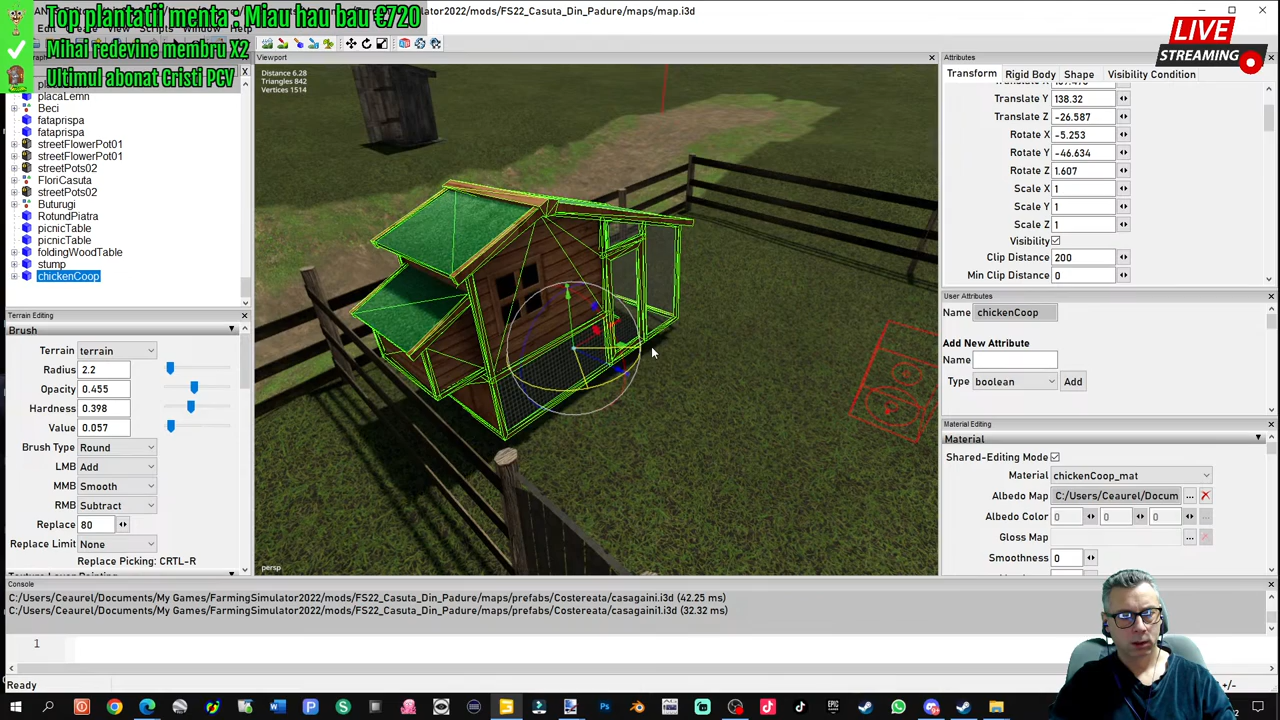 Top plantatii menta : Miau hau bau €720
Mihai redevine membru X2
Ultimul abonat Cristi PCV
Simulator2022/mods/FS22_Casuta_Din_Padure/maps/map.i3d
LIVE
STREAMING
Viewport
Attributes
Distance 6.28
Triangles 842
Vertices 1514
placaLemn
Beci
fataprispa
fataprispa
streetFlowerPot01
streetFlowerPot01
streetPots02
FloriCasuta
streetPots02
Buturugi
RotundPiatra
picnicTable
picnicTable
foldingWoodTable
stump
chickenCoop
Terrain Editing
Brush
Terrain terrain
Radius 2.2
Opacity 0.455
Hardness 0.398
Value 0.057
Brush Type Round
LMB Add
MMB Smooth
RMB Subtract
Replace 80
Replace Limit None
Replace Picking: CRTL-R
persp
Transform Rigid Body Shape Visibility Condition
Translate Y 138.32
Translate Z -26.587
Rotate X -5.253
Rotate Y -46.634
Rotate Z 1.607
Scale X 1
Scale Y 1
Scale Z 1
Visibility
Clip Distance 200
Min Clip Distance 0
User Attributes
Name chickenCoop
Add New Attribute
Name
Type boolean Add
Material Editing
Material
Shared-Editing Mode
Material chickenCoop_mat
Albedo Map C:/Users/Ceaurel/Docum ...
Albedo Color 0 0 0
Gloss Map ...
Smoothness 0
Console
C:/Users/Ceaurel/Documents/My Games/FarmingSimulator2022/mods/FS22_Casuta_Din_Padure/maps/prefabs/Costereata/casagaini.i3d (42.25 ms)
C:/Users/Ceaurel/Documents/My Games/FarmingSimulator2022/mods/FS22_Casuta_Din_Padure/maps/prefabs/Costereata/casagaini1.i3d (32.32 ms)
1
Ready
+/-